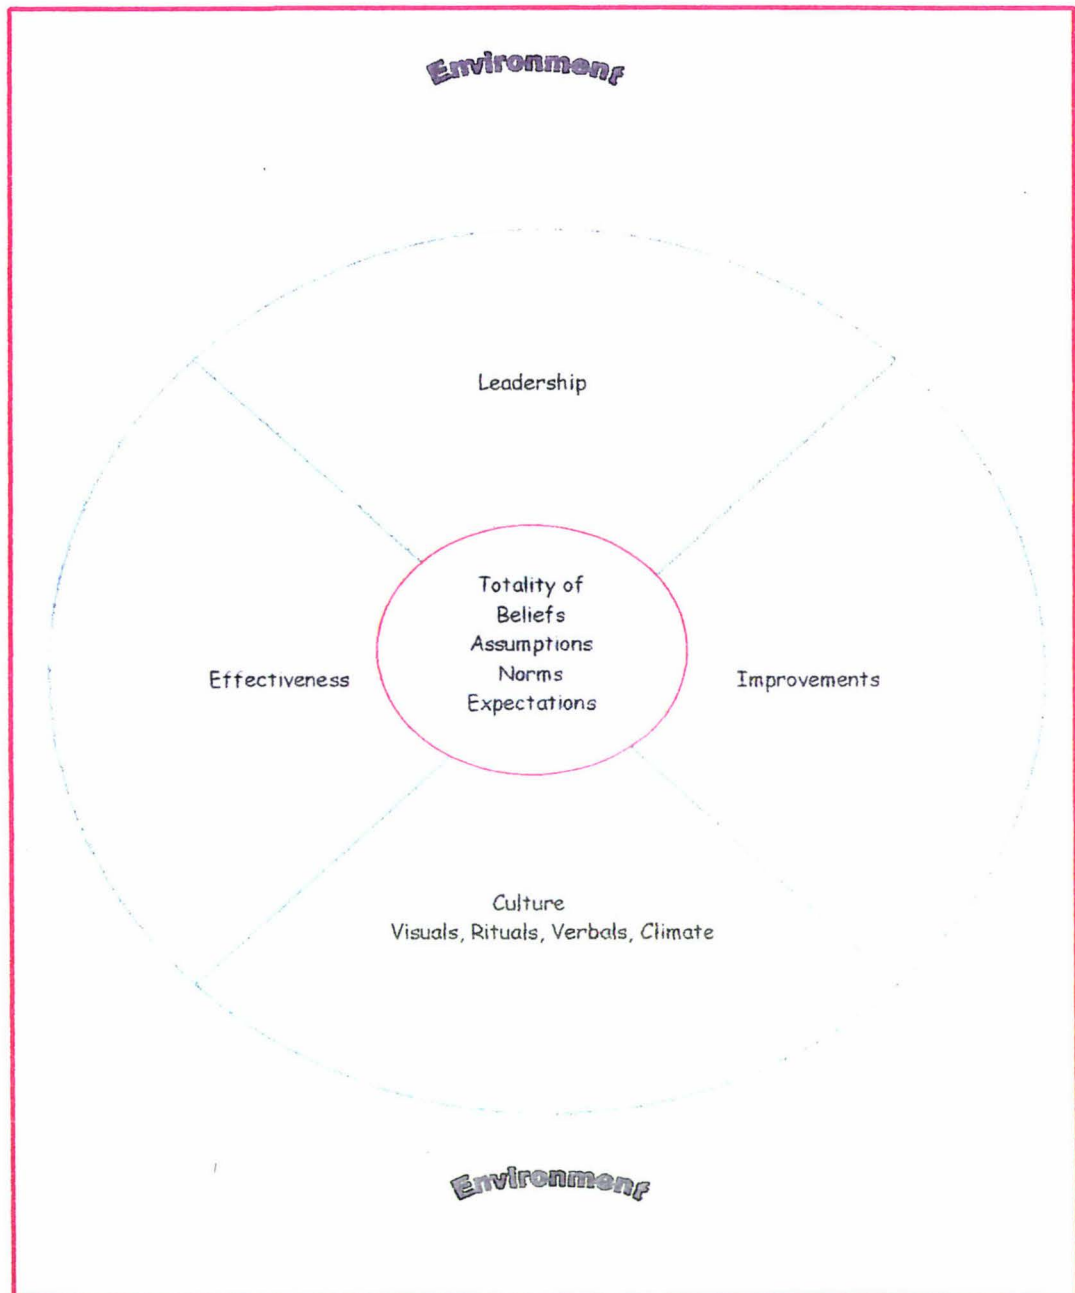 Environment
Leadership
Totality of
Beliefs
Assumptions
Norms
Expectations
Effectiveness
Improvements
Culture
Visuals, Rituals, Verbals, Climate
Environment